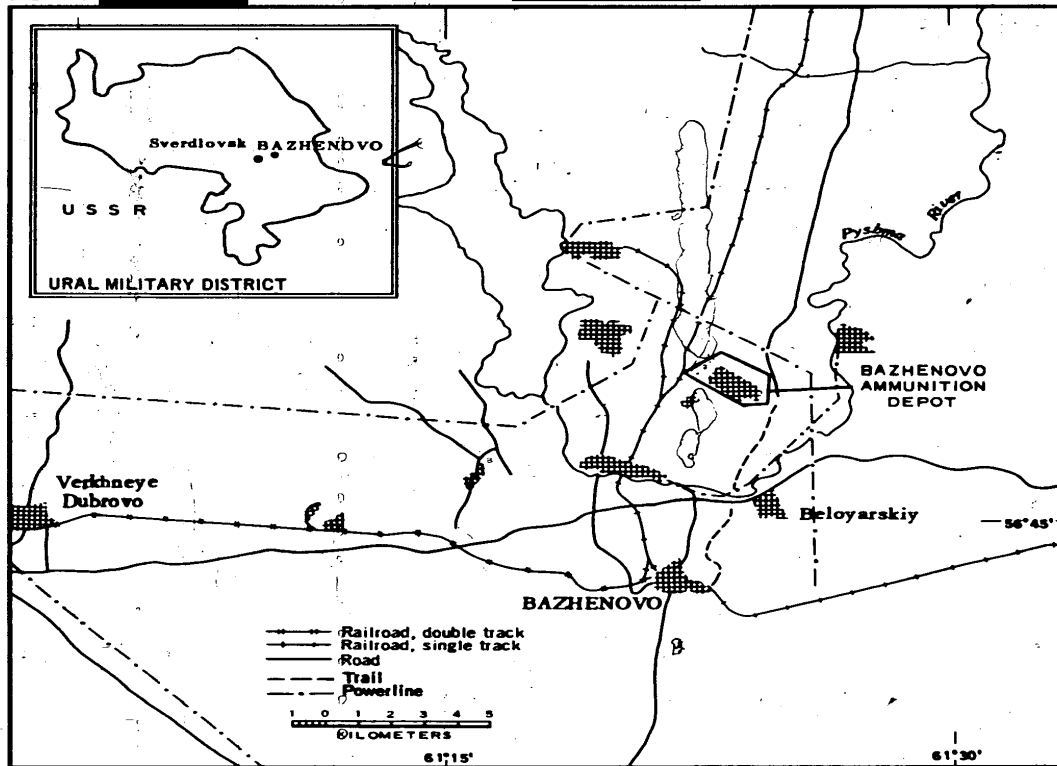 Sverdlovsk BAZHENOVO
USSR
URAL MILITARY DISTRICT
Pyshma River
BAZHENOVO
AMMUNITION
DEPOT
Verkhneye
Dubrovo
Beloyarskiy
56°45'
BAZHENOVO
Railroad, double track
Railroad, single track
Road
Trail
Powerline
1 0 1 2 3 4 5
KILOMETERS
61°15'
61°30'